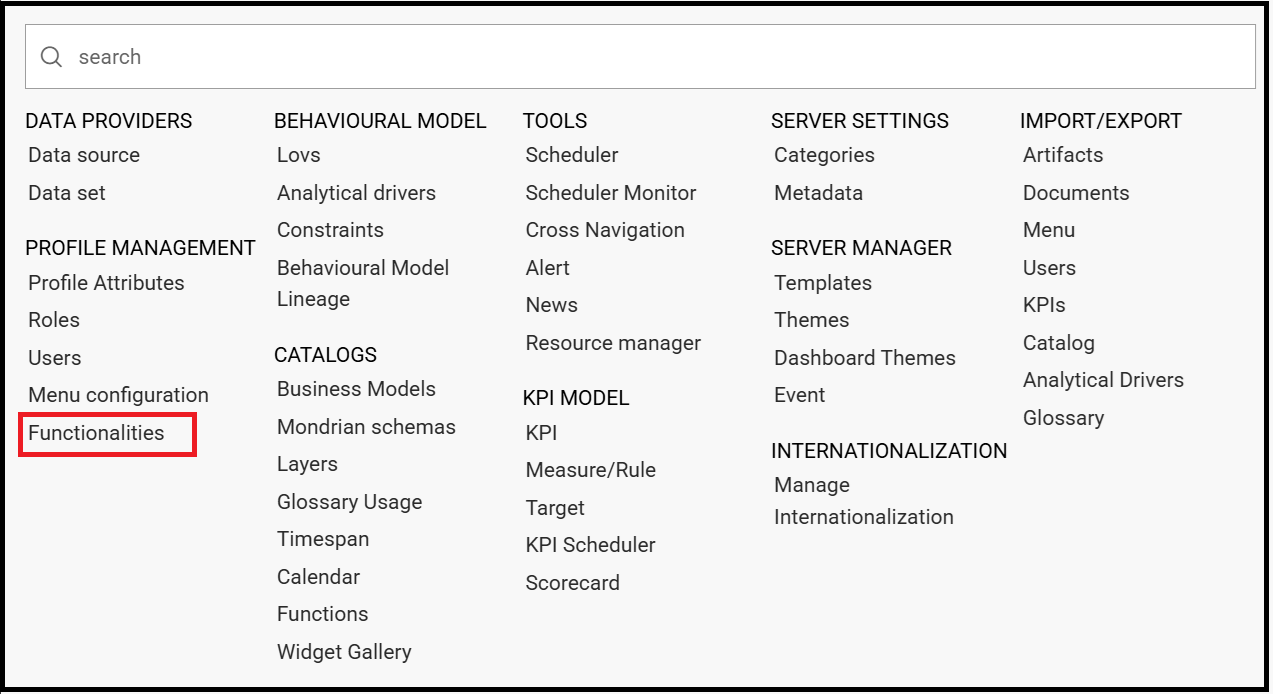 search
DATA PROVIDERS
Data source
Data set
PROFILE MANAGEMENT
Profile Attributes
Roles
Users
Menu configuration
Functionalities
BEHAVIOURAL MODEL
Lovs
Analytical drivers
Constraints
Behavioural Model
Lineage
CATALOGS
Business Models
Mondrian schemas
Layers
Glossary Usage
Timespan
Calendar
Functions
Widget Gallery
TOOLS
Scheduler
Scheduler Monitor
Cross Navigation
Alert
News
Resource manager
KPI MODEL
KPI
Measure/Rule
Target
KPI Scheduler
Scorecard
SERVER SETTINGS
Categories
Metadata
SERVER MANAGER
Templates
Themes
Dashboard Themes
Event
INTERNATIONALIZATION
Manage
Internationalization
IMPORT/EXPORT
Artifacts
Documents
Menu
Users
KPIs
Catalog
Analytical Drivers
Glossary